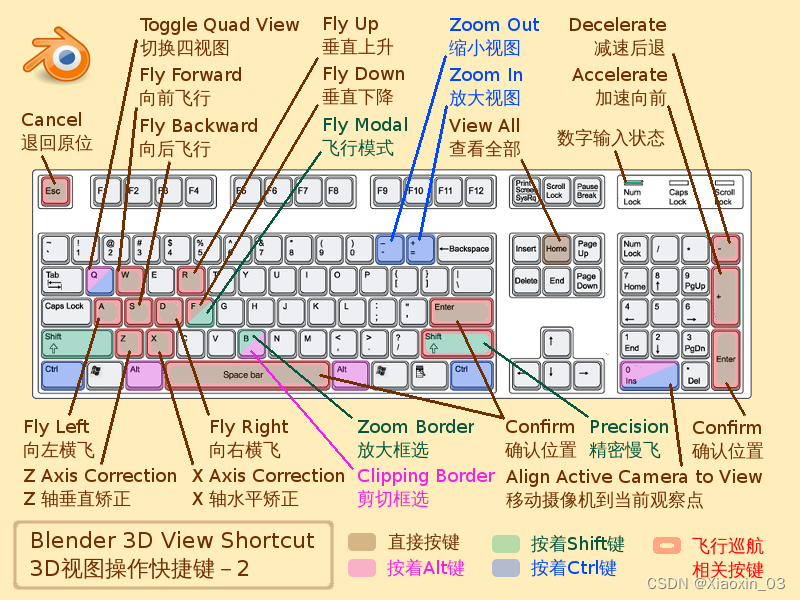 Toggle Quad View
切换四视图
Fly Up
垂直上升
Zoom Out
缩小视图
Decelerate
减速后退
Fly Forward
向前飞行
Fly Down
垂直下降
Zoom In
放大视图
Accelerate
加速向前
Cancel
退回原位
Fly Backward
向后飞行
Fly Modal
飞行模式
View All
查看全部
数字输入状态
Esc
F2
F3
F4
F6
F7
F8
F9
F10
F11
F12
Print
Screen
SysRq
Scroll
Lock
Pause
Break
Num
Lock
Caps
Lock
Scroll
Lock
~
`
!
1
@
2
#
3
$
4
%
5
^
&
7
*
8
(
9
)
0
-
+
=
←Backspace
Insert
Home
Page
Up
Num
Lock
/
*
-
Tab
Q
W
E
R
T
Y
U
I
O
P
{
[
}
]
|
\
Delete
End
Page
Down
7
Home
8
↑
9
PgUp
+
Caps Lock
A
S
D
F
G
H
J
K
L
:
;
"
'
Enter
4
←
5
6
→
Shift
Z
X
C
V
B
N
M
<
,
>
.
?
/
Shift
↑
1
End
2
↓
3
PgDn
Enter
Ctrl
Alt
Space bar
Alt
Ctrl
←
↓
→
0
Ins
*
Del
Fly Left
向左横飞
Fly Right
向右横飞
Zoom Border
放大框选
Confirm
确认位置
Precision
精密慢飞
Confirm
确认位置
Z Axis Correction
Z 轴垂直矫正
X Axis Correction
X 轴水平矫正
Clipping Border
剪切框选
Align Active Camera to View
移动摄像机到当前观察点
Blender 3D View Shortcut
3D视图操作快捷键－2
直接按键
按着Shift键
飞行巡航
相关按键
按着Alt键
按着Ctrl键
CSDN @Xiaoxin_03